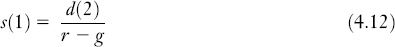 s(1) = d(2) / r − g (4.12)